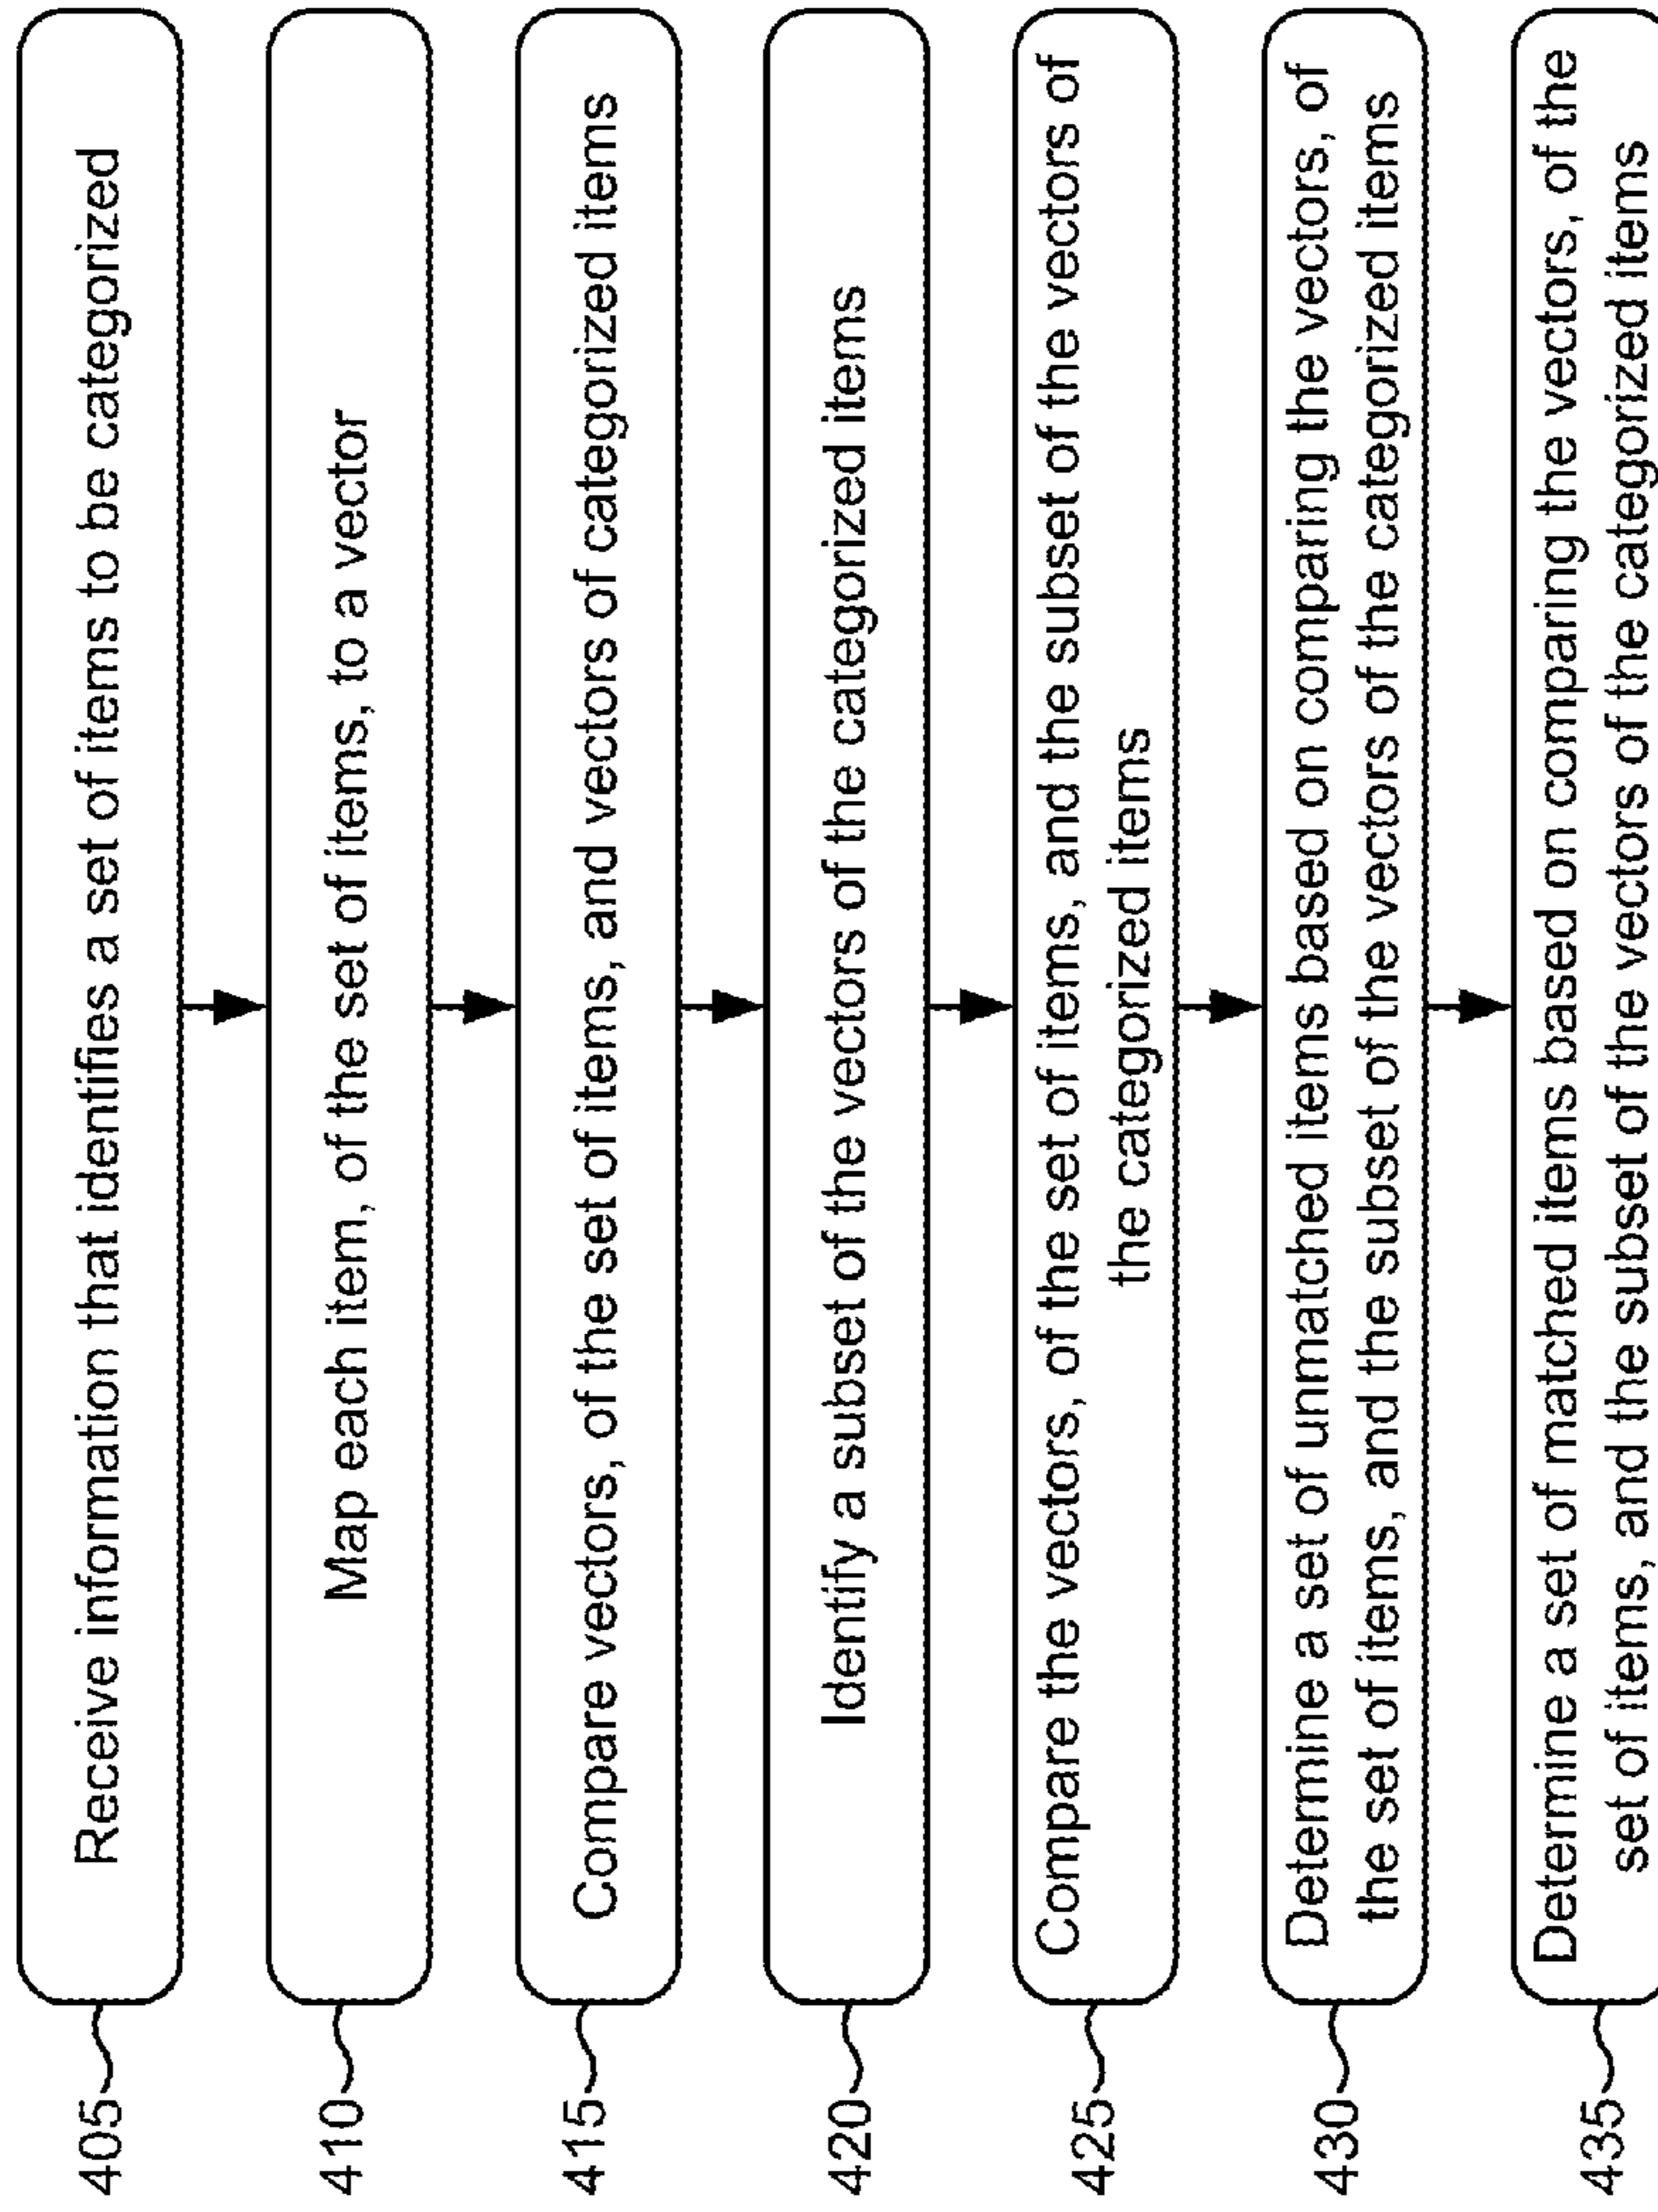 405
Receive information that identifies a set of items to be categorized
410
Map each item, of the set of items, to a vector
415
Compare vectors, of the set of items, and vectors of categorized items
420
Identify a subset of the vectors of the categorized items
425
Compare the vectors, of the set of items, and the subset of the vectors of
the categorized items
430
Determine a set of unmatched items based on comparing the vectors, of
the set of items, and the subset of the vectors of the categorized items
435
Determine a set of matched items based on comparing the vectors, of the
set of items, and the subset of the vectors of the categorized items